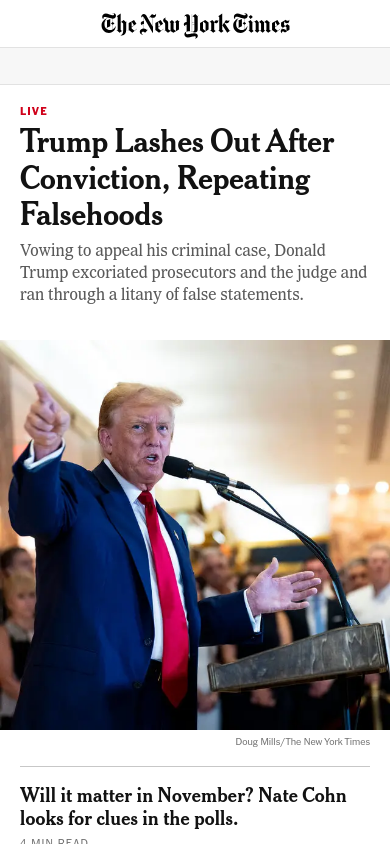 The New York Times
LIVE
Trump Lashes Out After
Conviction, Repeating
Falsehoods
Vowing to appeal his criminal case, Donald
Trump excoriated prosecutors and the judge and
ran through a litany of false statements.
Doug Mills/The New York Times
Will it matter in November? Nate Cohn
looks for clues in the polls.
4 MIN READ